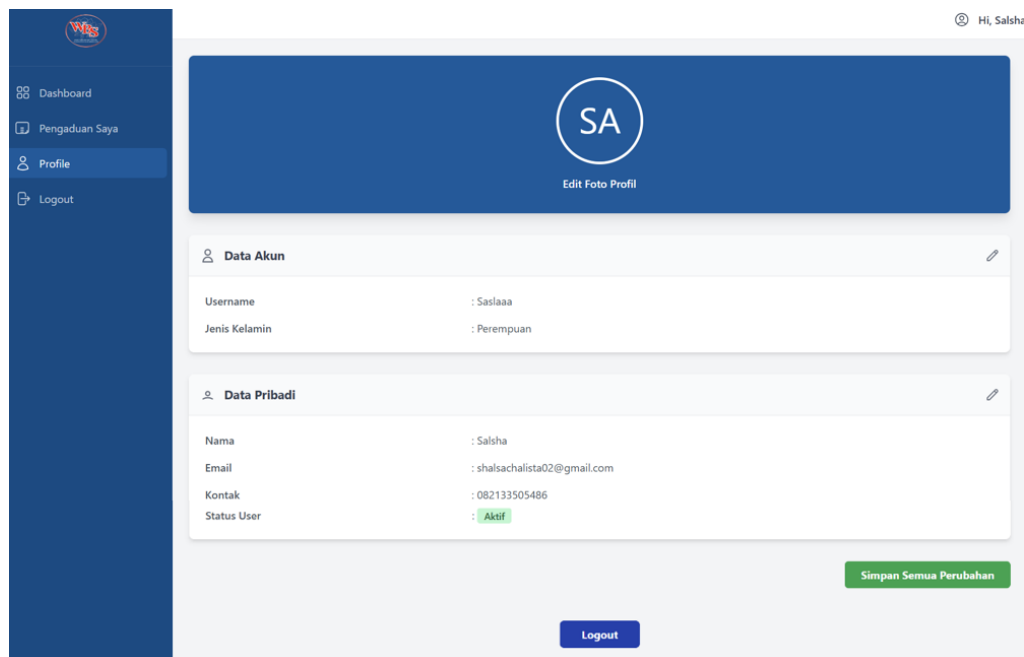 WBS
Hi, Salsha
Dashboard
Pengaduan Saya
Profile
Logout
SA
Edit Foto Profil
Data Akun
Username : Saslaaa
Jenis Kelamin : Perempuan
Data Pribadi
Nama : Salsha
Email : shalsachalista02@gmail.com
Kontak : 082133505486
Status User : Aktif
Simpan Semua Perubahan
Logout